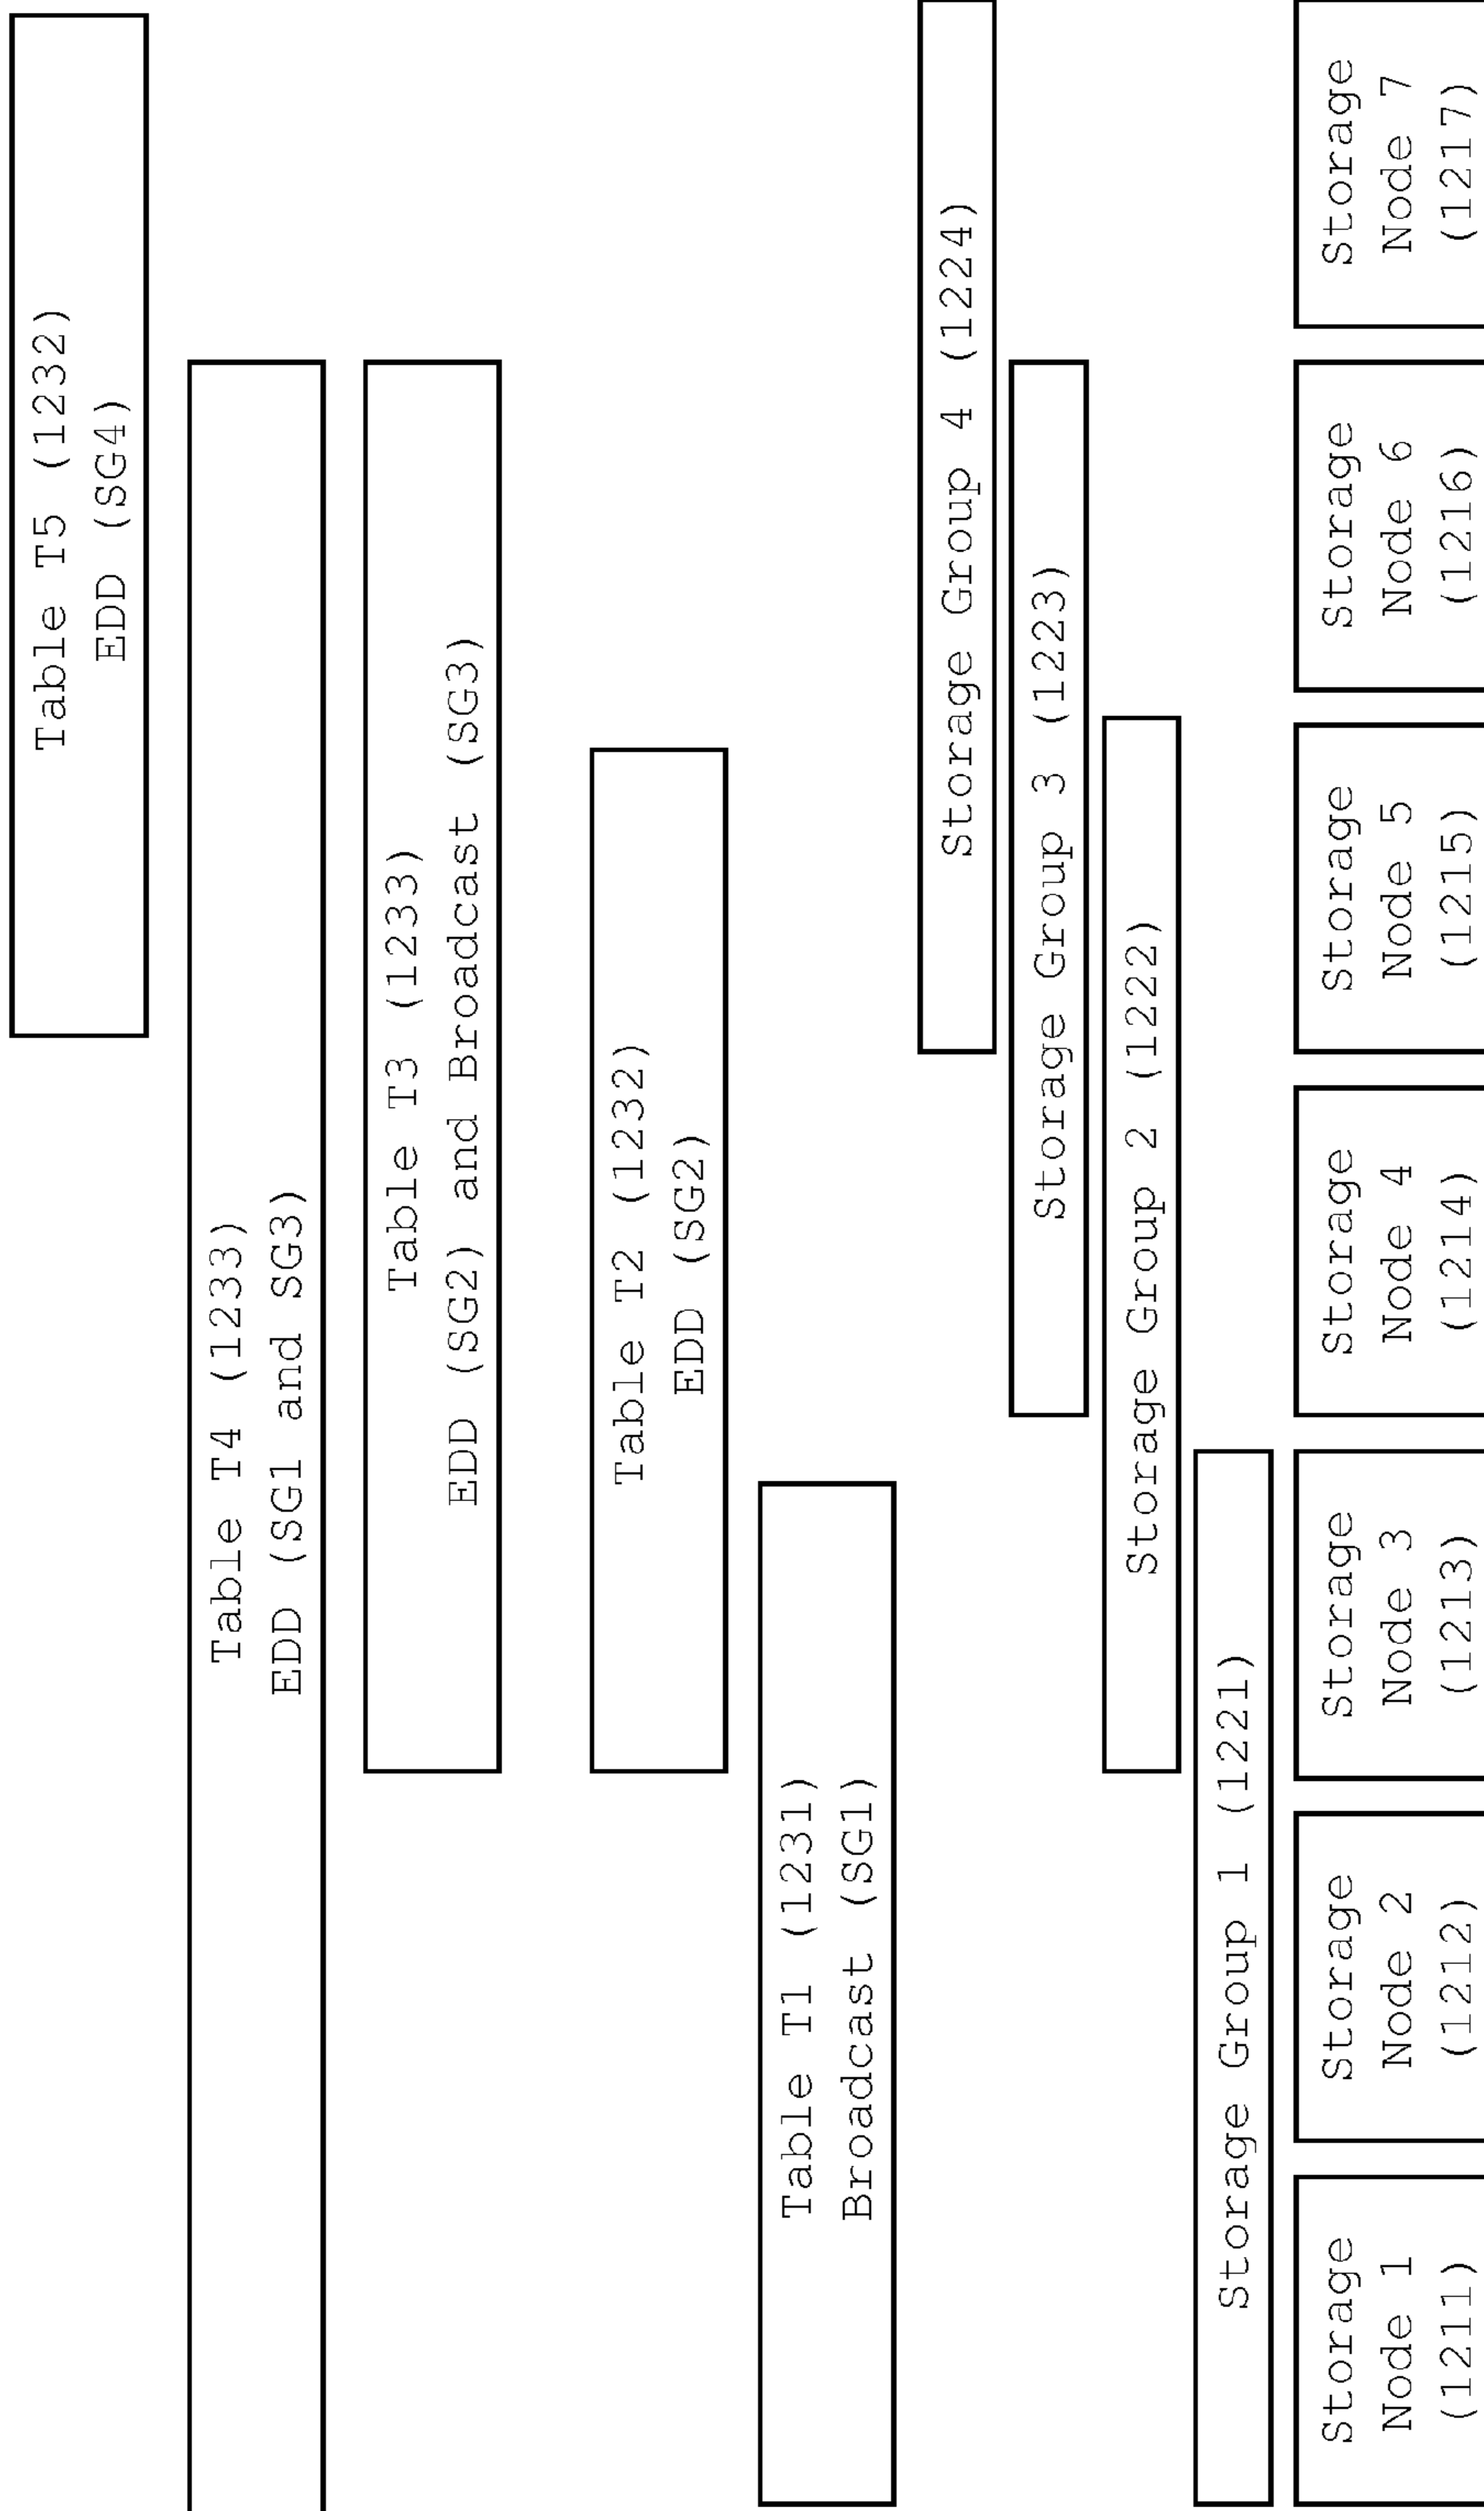 Table T5 (1232)
EDD (SG4)
Table T4 (1233)
EDD (SG1 and SG3)
Table T3 (1233)
EDD (SG2) and Broadcast (SG3)
Table T2 (1232)
EDD (SG2)
Table T1 (1231)
Broadcast (SG1)
Storage Group 4 (1224)
Storage Group 3 (1223)
Storage Group 2 (1222)
Storage Group 1 (1221)
Storage
Node 1
(1211)
Storage
Node 2
(1212)
Storage
Node 3
(1213)
Storage
Node 4
(1214)
Storage
Node 5
(1215)
Storage
Node 6
(1216)
Storage
Node 7
(1217)